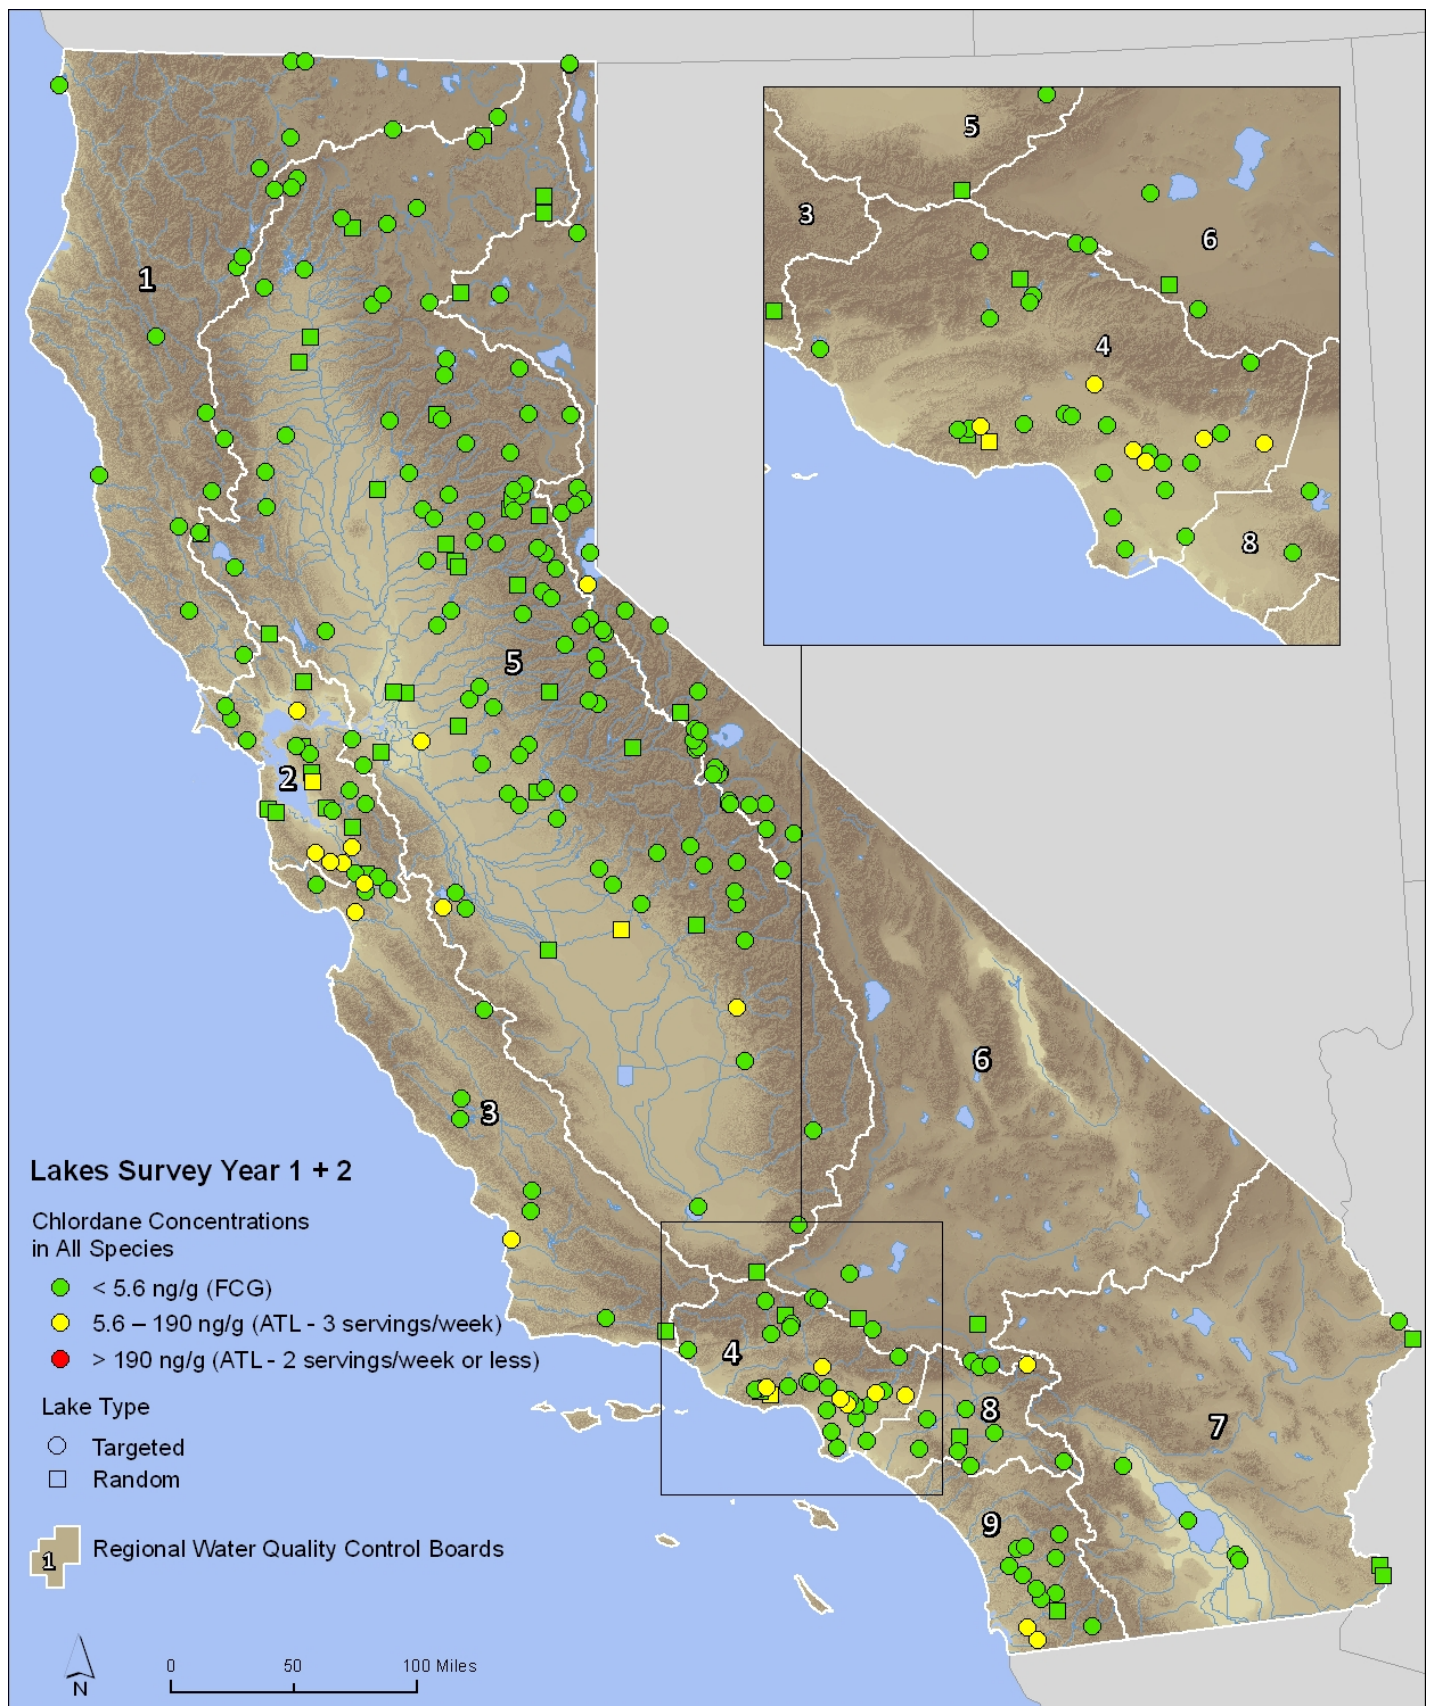 5
3
6
4
8
1
5
2
6
3
Lakes Survey Year 1 + 2
Chlordane Concentrations
in All Species
< 5.6 ng/g (FCG)
5.6 – 190 ng/g (ATL - 3 servings/week)
> 190 ng/g (ATL - 2 servings/week or less)
4
Lake Type
8
7
Targeted
Random
9
1
Regional Water Quality Control Boards
N
0 50 100 Miles